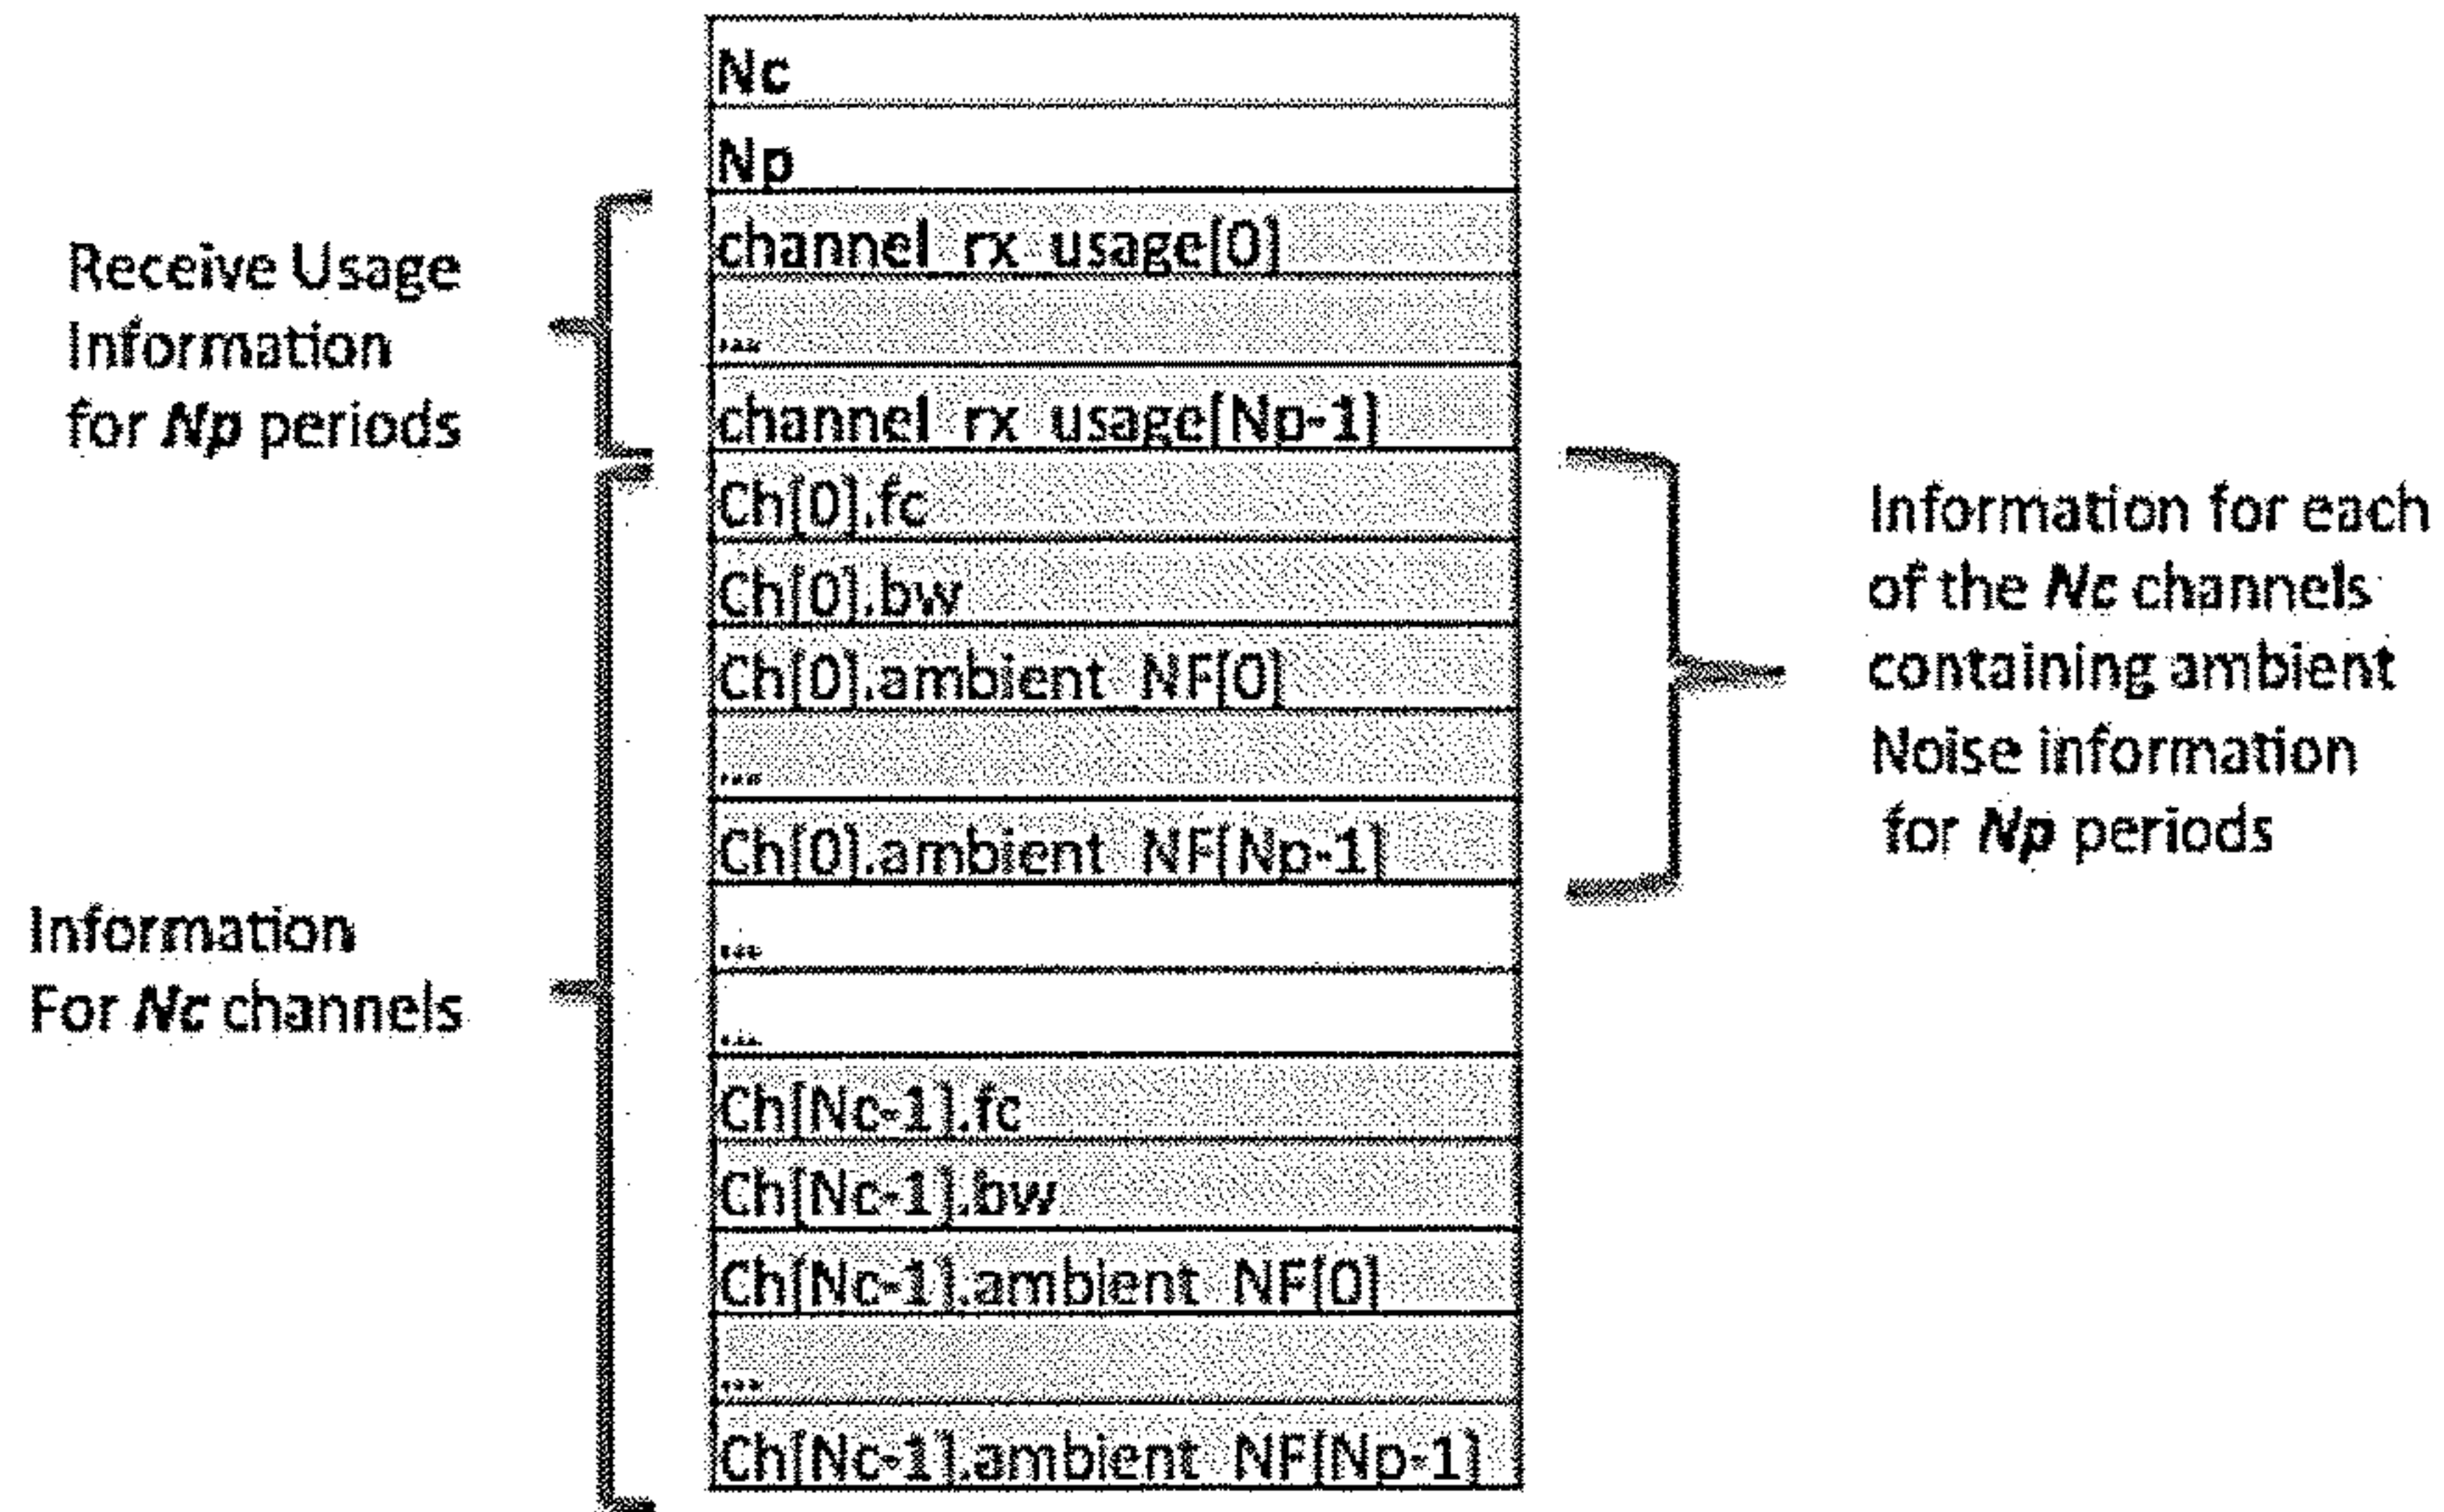 Nc
Np
channel_rx_usage[0]
...
channel_rx_usage[Np-1]
Ch[0].fc
Ch[0].bw
Ch[0].ambient_NF[0]
...
Ch[0].ambient_NF[Np-1]
...
...
Ch[Nc-1].fc
Ch[Nc-1].bw
Ch[Nc-1].ambient_NF[0]
...
Ch[Nc-1].ambient_NF[Np-1]
Receive Usage
Information
for Np periods
Information
For Nc channels
Information for each
of the Nc channels
containing ambient
Noise information
for Np periods